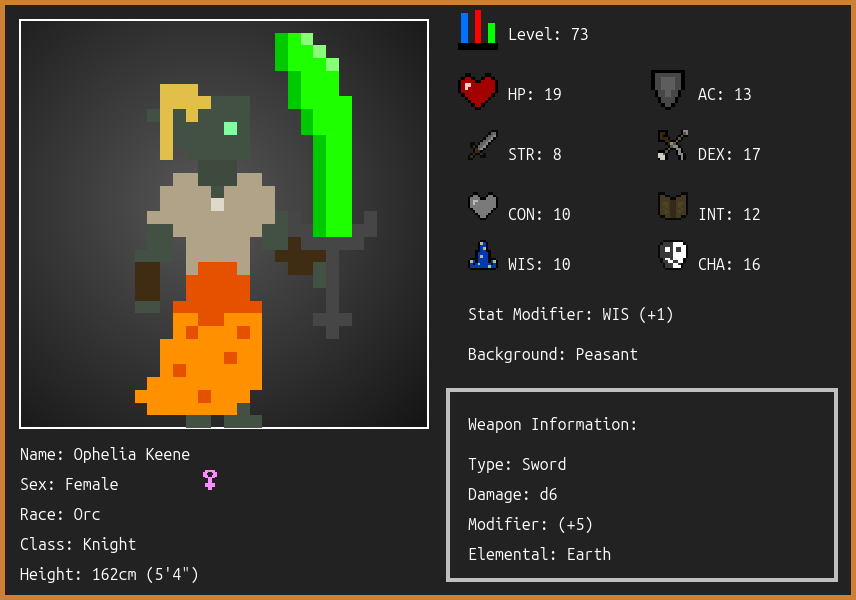 Level: 73
HP: 19
AC: 13
STR: 8
DEX: 17
CON: 10
INT: 12
WIS: 10
CHA: 16
Stat Modifier: WIS (+1)
Background: Peasant
Weapon Information:
Type: Sword
Damage: d6
Modifier: (+5)
Elemental: Earth
Name: Ophelia Keene
Sex: Female
Race: Orc
Class: Knight
Height: 162cm (5'4")